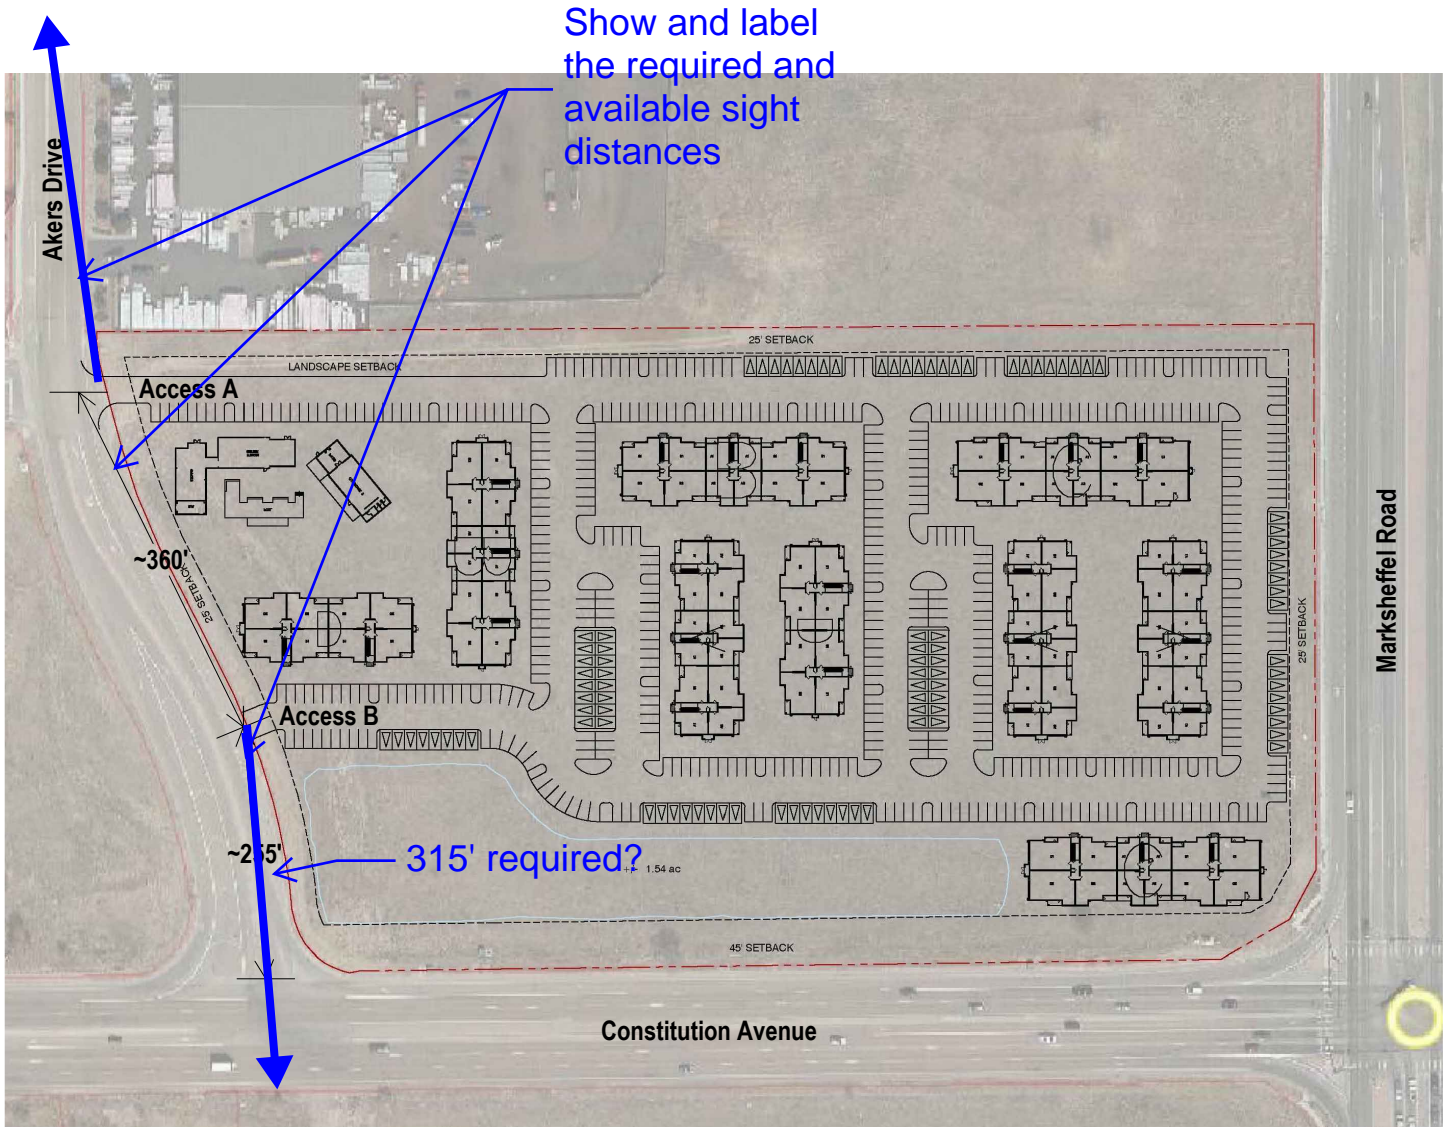 Show and label
the required and
available sight
distances
Akers Drive
25' SETBACK
LANDSCAPE SETBACK
Access A
~360'
25' SETBACK
Marksheffel Road
25' SETBACK
Access B
~255'
315' required?
+/- 1.54 ac
45' SETBACK
Constitution Avenue